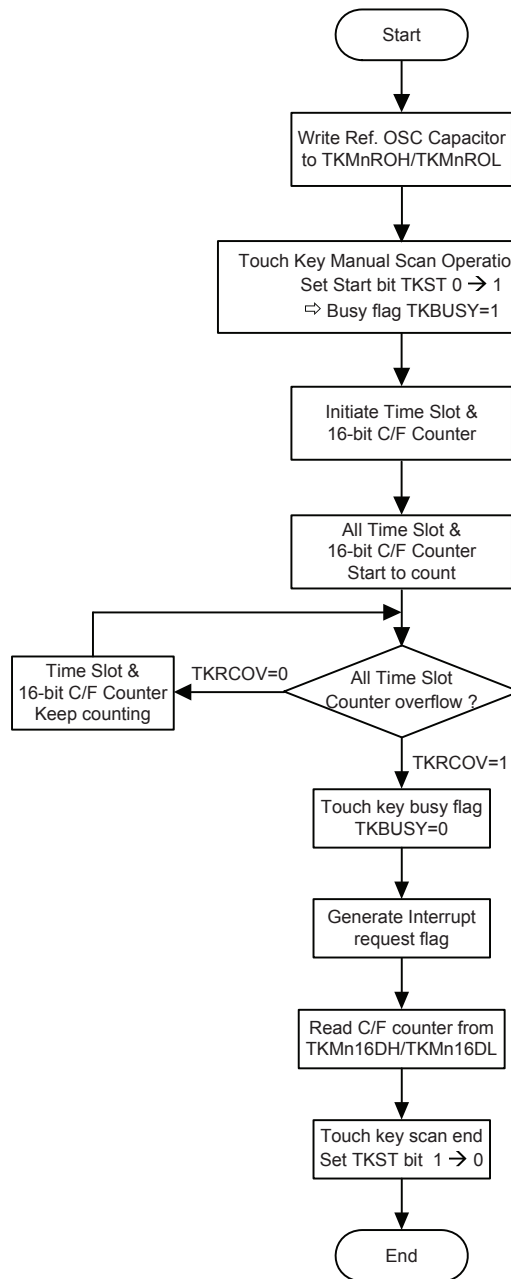 Start
Write Ref. OSC Capacitor
to TKMnROH/TKMnROL
Touch Key Manual Scan Operatio
Set Start bit TKST 0 → 1
⇨ Busy flag TKBUSY=1
Initiate Time Slot &
16-bit C/F Counter
All Time Slot &
16-bit C/F Counter
Start to count
Time Slot &
16-bit C/F Counter
Keep counting
TKRCOV=0
All Time Slot
Counter overflow ?
TKRCOV=1
Touch key busy flag
TKBUSY=0
Generate Interrupt
request flag
Read C/F counter from
TKMn16DH/TKMn16DL
Touch key scan end
Set TKST bit 1 → 0
End